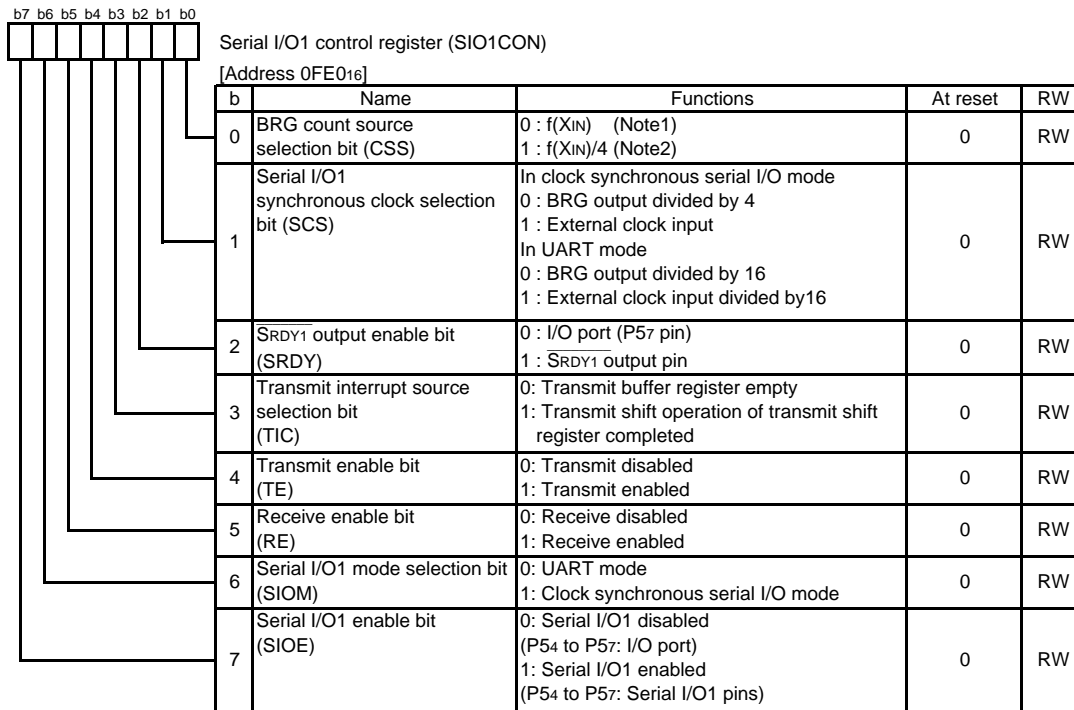 b7 b6 b5 b4 b3 b2 b1 b0
Serial I/O1 control register (SIO1CON)
[Address 0FE016]
b Name Functions At reset RW
0 BRG count source selection bit (CSS) 0 : f(XIN) (Note1) 0 RW
1 : f(XIN)/4 (Note2)
1 Serial I/O1 synchronous clock selection bit (SCS) In clock synchronous serial I/O mode 0 RW
0 : BRG output divided by 4
1 : External clock input
In UART mode
0 : BRG output divided by 16
1 : External clock input divided by16
2 SRDY1 output enable bit (SRDY) 0 : I/O port (P57 pin) 0 RW
1 : SRDY1 output pin
3 Transmit interrupt source selection bit (TIC) 0: Transmit buffer register empty 0 RW
1: Transmit shift operation of transmit shift
register completed
4 Transmit enable bit (TE) 0: Transmit disabled 0 RW
1: Transmit enabled
5 Receive enable bit (RE) 0: Receive disabled 0 RW
1: Receive enabled
6 Serial I/O1 mode selection bit (SIOM) 0: UART mode 0 RW
1: Clock synchronous serial I/O mode
7 Serial I/O1 enable bit (SIOE) 0: Serial I/O1 disabled 0 RW
(P54 to P57: I/O port)
1: Serial I/O1 enabled
(P54 to P57: Serial I/O1 pins)